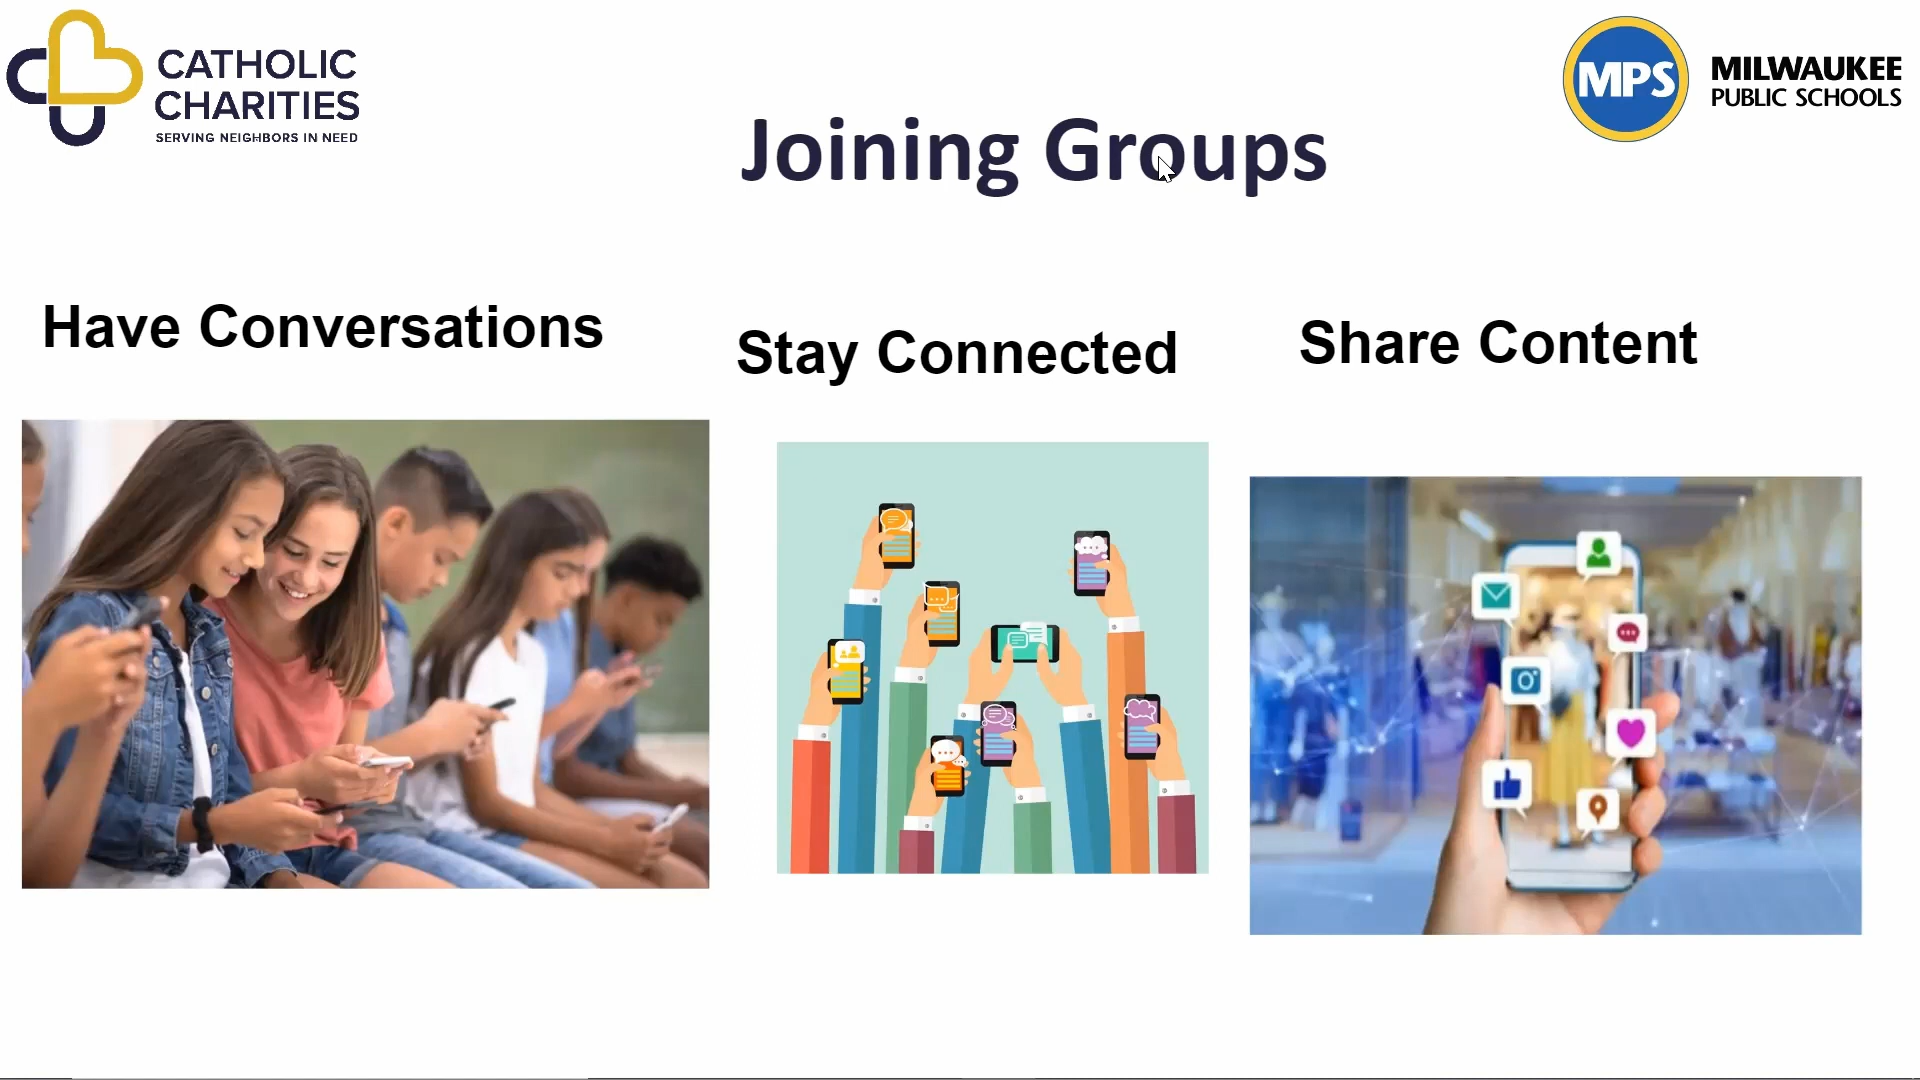 CATHOLIC
CHARITIES
SERVING NEIGHBORS IN NEED
MPS
MILWAUKEE
PUBLIC SCHOOLS
Joining Groups
Have Conversations
Stay Connected
Share Content